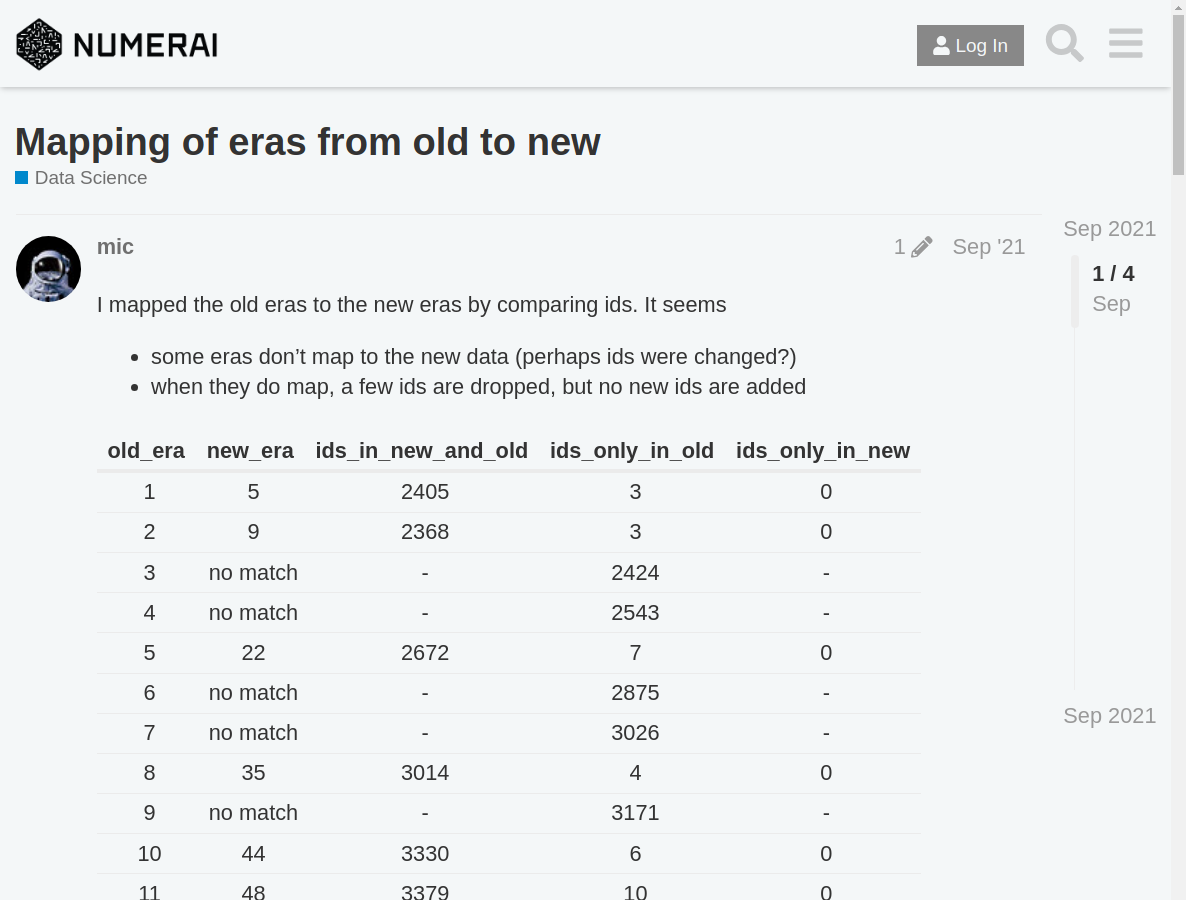 NUMERAI
Log In
Mapping of eras from old to new
Data Science
mic
1
Sep '21
Sep 2021
1 / 4
Sep
Sep 2021
I mapped the old eras to the new eras by comparing ids. It seems
• some eras don’t map to the new data (perhaps ids were changed?)
• when they do map, a few ids are dropped, but no new ids are added
old_era new_era ids_in_new_and_old ids_only_in_old ids_only_in_new
1 5 2405 3 0
2 9 2368 3 0
3 no match - 2424 -
4 no match - 2543 -
5 22 2672 7 0
6 no match - 2875 -
7 no match - 3026 -
8 35 3014 4 0
9 no match - 3171 -
10 44 3330 6 0
11 48 3379 10 0